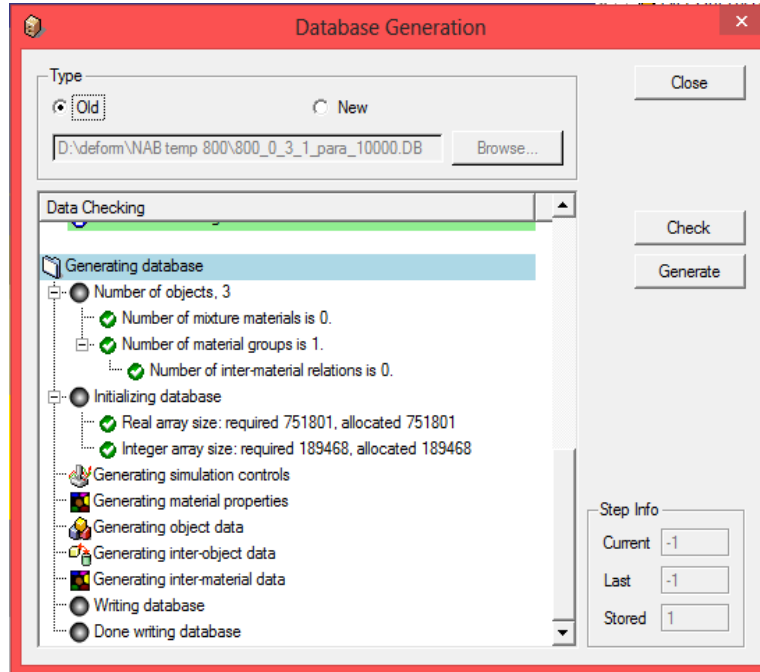 Database Generation
Type
Old
New
D:\deform\NAB temp 800\800_0_3_1_para_10000.DB
Browse...
Close
Data Checking
Check
Generate
Generating database
Number of objects, 3
Number of mixture materials is 0.
Number of material groups is 1.
Number of inter-material relations is 0.
Initializing database
Real array size: required 751801, allocated 751801
Integer array size: required 189468, allocated 189468
Generating simulation controls
Generating material properties
Generating object data
Generating inter-object data
Generating inter-material data
Writing database
Done writing database
Step Info
Current -1
Last -1
Stored 1